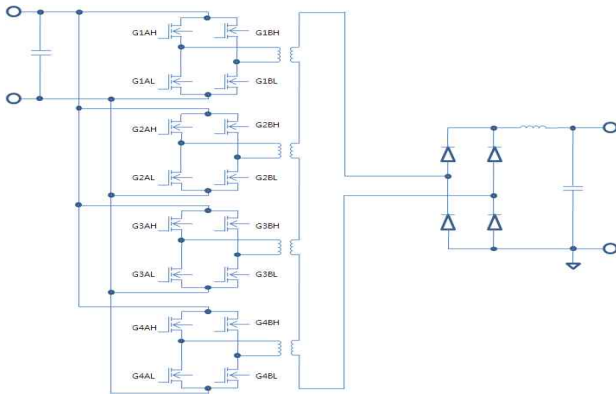 G1AH G1BH
G1AL G1BL
G2AH G2BH
G2AL G2BL
G3AH G3BH
G3AL G3BL
G4AH G4BH
G4AL G4BL